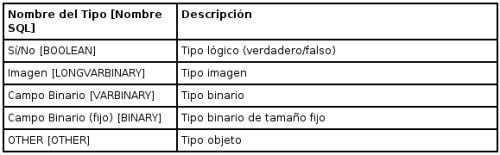 Nombre del Tipo [Nombre Descripción
SQL]
Sí/No [BOOLEAN] Tipo lógico (verdadero/falso)
Imagen [LONGVARBINARY] Tipo imagen
Campo Binario [VARBINARY] Tipo binario
Campo Binario (fijo) [BINARY] Tipo binario de tamaño fijo
OTHER [OTHER] Tipo objeto